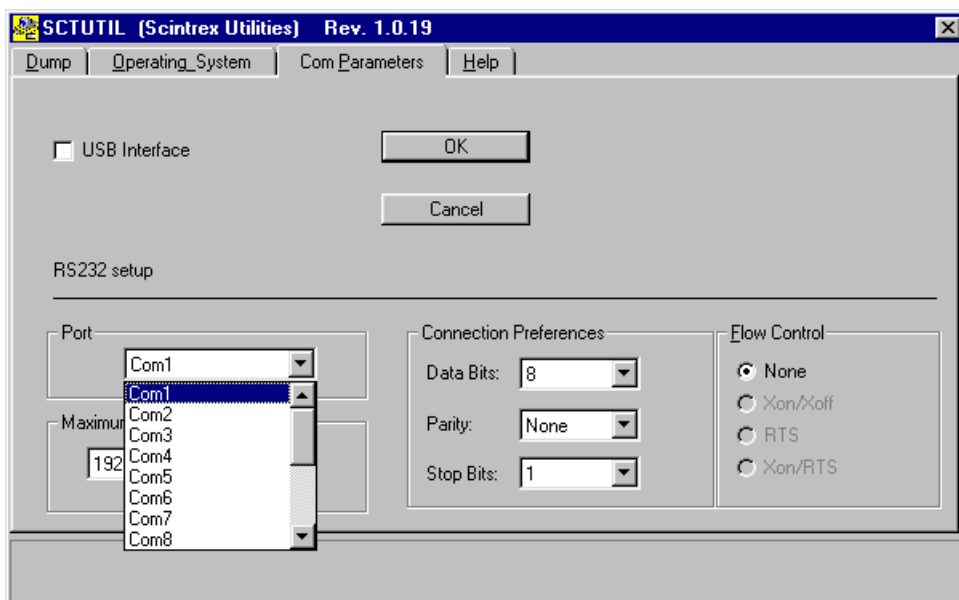 SCTUTIL (Scintrex Utilities) Rev. 1.0.19
Dump Operating_System Com Parameters Help
USB Interface
OK
Cancel
RS232 setup
Port
Com1
Com1
Com2
Com3
Com4
Com5
Com6
Com7
Com8
Connection Preferences
Data Bits: 8
Parity: None
Stop Bits: 1
Flow Control
None
Xon/Xoff
RTS
Xon/RTS